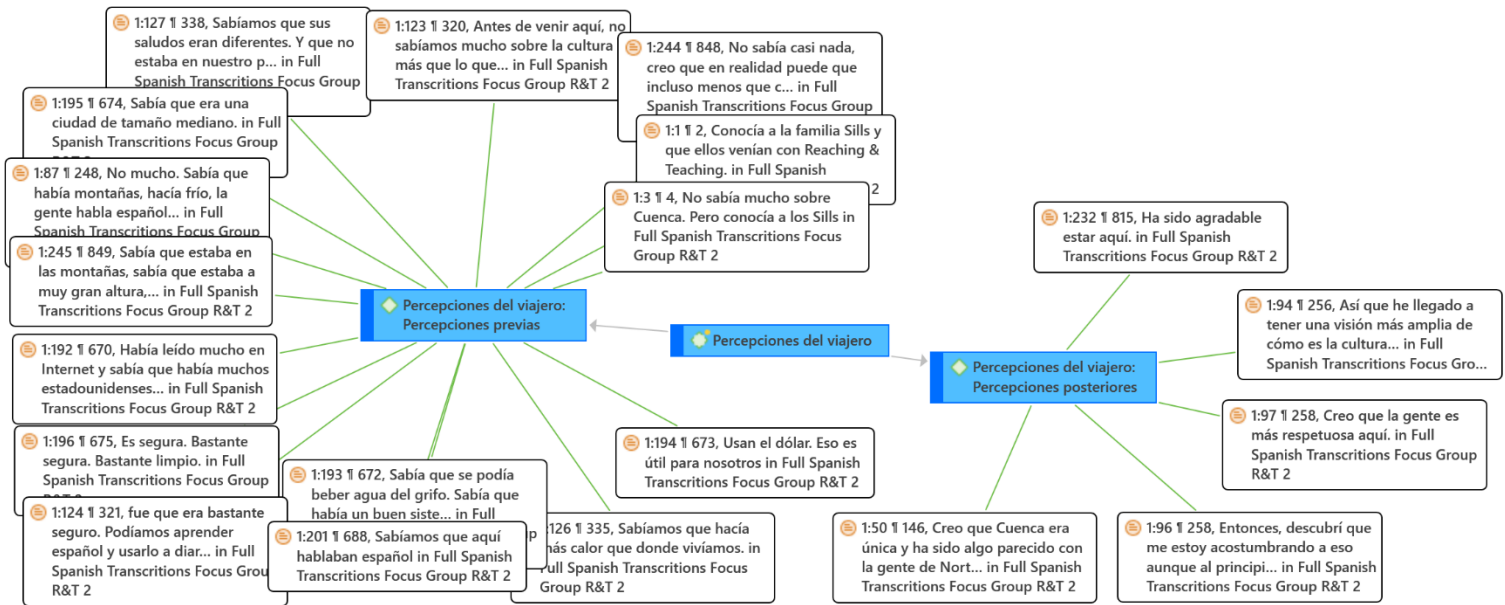 1:127 ¶ 338, Sabíamos que sus
saludos eran diferentes. Y que no
estaba en nuestro p... in Full
Spanish Transcritions Focus Group
1:123 ¶ 320, Antes de venir aquí, no
sabíamos mucho sobre la cultura
más que lo que... in Full Spanish
Transcritions Focus Group R&T 2
1:244 ¶ 848, No sabía casi nada,
creo que en realidad puede que
incluso menos que c... in Full
Spanish Transcritions Focus Group
1:1 ¶ 2, Conocía a la familia Sills y
que ellos venían con Reaching &
Teaching. in Full Spanish
2
1:3 ¶ 4, No sabía mucho sobre
Cuenca. Pero conocía a los Sills in
Full Spanish Transcritions Focus
Group R&T 2
1:195 ¶ 674, Sabía que era una
ciudad de tamaño mediano. in Full
Spanish Transcritions Focus Group
1:87 ¶ 248, No mucho. Sabía que
había montañas, hacía frío, la
gente habla español... in Full
Spanish Transcritions Focus Group
1:245 ¶ 849, Sabía que estaba en
las montañas, sabía que estaba a
muy gran altura,... in Full Spanish
Transcritions Focus Group R&T 2
1:192 ¶ 670, Había leído mucho en
Internet y sabía que había muchos
estadounidenses... in Full Spanish
Transcritions Focus Group R&T 2
1:196 ¶ 675, Es segura. Bastante
segura. Bastante limpio. in Full
Spanish Transcritions Focus Group
1:124 ¶ 321, fue que era bastante
seguro. Podíamos aprender
español y usarlo a diar... in Full
Spanish Transcritions Focus Grou
R&T 2
1:193 ¶ 672, Sabía que se podía
beber agua del grifo. Sabía que
había un buen siste... in Full
1:201 ¶ 688, Sabíamos que aquí
hablaban español in Full Spanish
Transcritions Focus Group R&T 2
:126 ¶ 335, Sabíamos que hacía
más calor que donde vivíamos. in
Full Spanish Transcritions Focus
Group R&T 2
1:194 ¶ 673, Usan el dólar. Eso es
útil para nosotros in Full Spanish
Transcritions Focus Group R&T 2
Percepciones del viajero:
Percepciones previas
Percepciones del viajero
Percepciones del viajero:
Percepciones posteriores
1:232 ¶ 815, Ha sido agradable
estar aquí. in Full Spanish
Transcritions Focus Group R&T 2
1:94 ¶ 256, Así que he llegado a
tener una visión más amplia de
cómo es la cultura... in Full
Spanish Transcritions Focus Gro...
1:97 ¶ 258, Creo que la gente es
más respetuosa aquí. in Full
Spanish Transcritions Focus Group
R&T 2
1:50 ¶ 146, Creo que Cuenca era
única y ha sido algo parecido con
la gente de Nort... in Full Spanish
Transcritions Focus Group R&T 2
1:96 ¶ 258, Entonces, descubrí que
me estoy acostumbrando a eso
aunque al principi... in Full Spanish
Transcritions Focus Group R&T 2